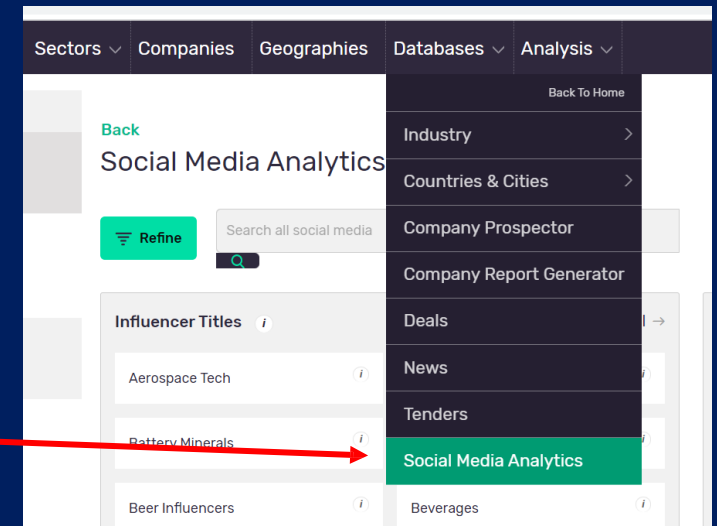 Sectors Companies Geographies Databases Analysis
Back To Home
Back
Social Media Analytics
Refine
Search all social media
Industry
Countries & Cities
Company Prospector
Company Report Generator
Deals
News
Tenders
Social Media Analytics
Influencer Titles i
Aerospace Tech i
Battery Minerals i
Beer Influencers i
Beverages i